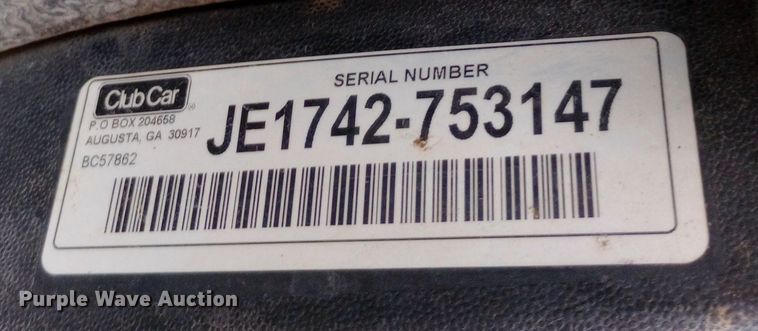 Club Car®
P.O BOX 204658
AUGUSTA, GA 30917
BC57862
SERIAL NUMBER
JE1742-753147
Purple Wave Auction